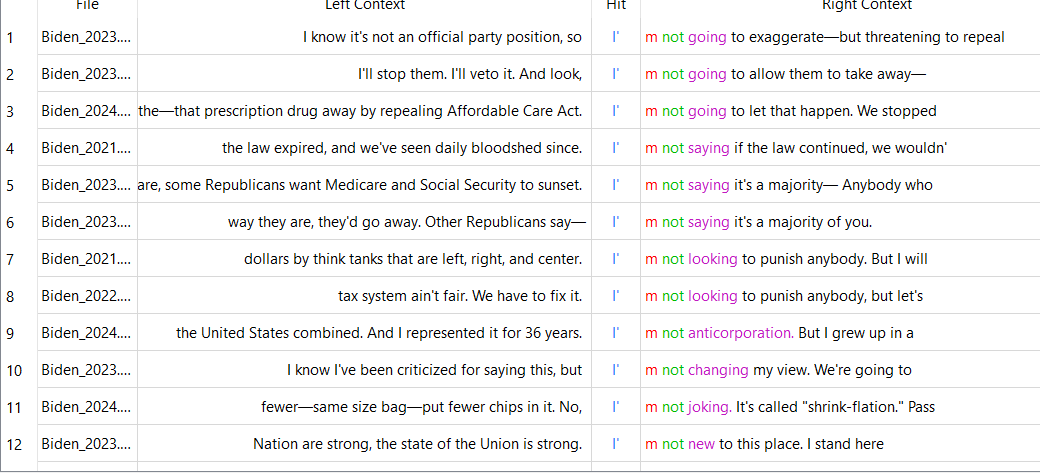 File Left Context Hit Right Context
1 Biden_2023.... I know it's not an official party position, so I' m not going to exaggerate—but threatening to repeal
2 Biden_2023.... I'll stop them. I'll veto it. And look, I' m not going to allow them to take away—
3 Biden_2024.... the—that prescription drug away by repealing Affordable Care Act. I' m not going to let that happen. We stopped
4 Biden_2021.... the law expired, and we've seen daily bloodshed since. I' m not saying if the law continued, we wouldn'
5 Biden_2023.... are, some Republicans want Medicare and Social Security to sunset. I' m not saying it's a majority— Anybody who
6 Biden_2023.... way they are, they'd go away. Other Republicans say— I' m not saying it's a majority of you.
7 Biden_2021.... dollars by think tanks that are left, right, and center. I' m not looking to punish anybody. But I will
8 Biden_2022.... tax system ain't fair. We have to fix it. I' m not looking to punish anybody, but let's
9 Biden_2024.... the United States combined. And I represented it for 36 years. I' m not anticorporation. But I grew up in a
10 Biden_2023.... I know I've been criticized for saying this, but I' m not changing my view. We're going to
11 Biden_2024.... fewer—same size bag—put fewer chips in it. No, I' m not joking. It's called "shrink-flation." Pass
12 Biden_2023.... Nation are strong, the state of the Union is strong. I' m not new to this place. I stand here